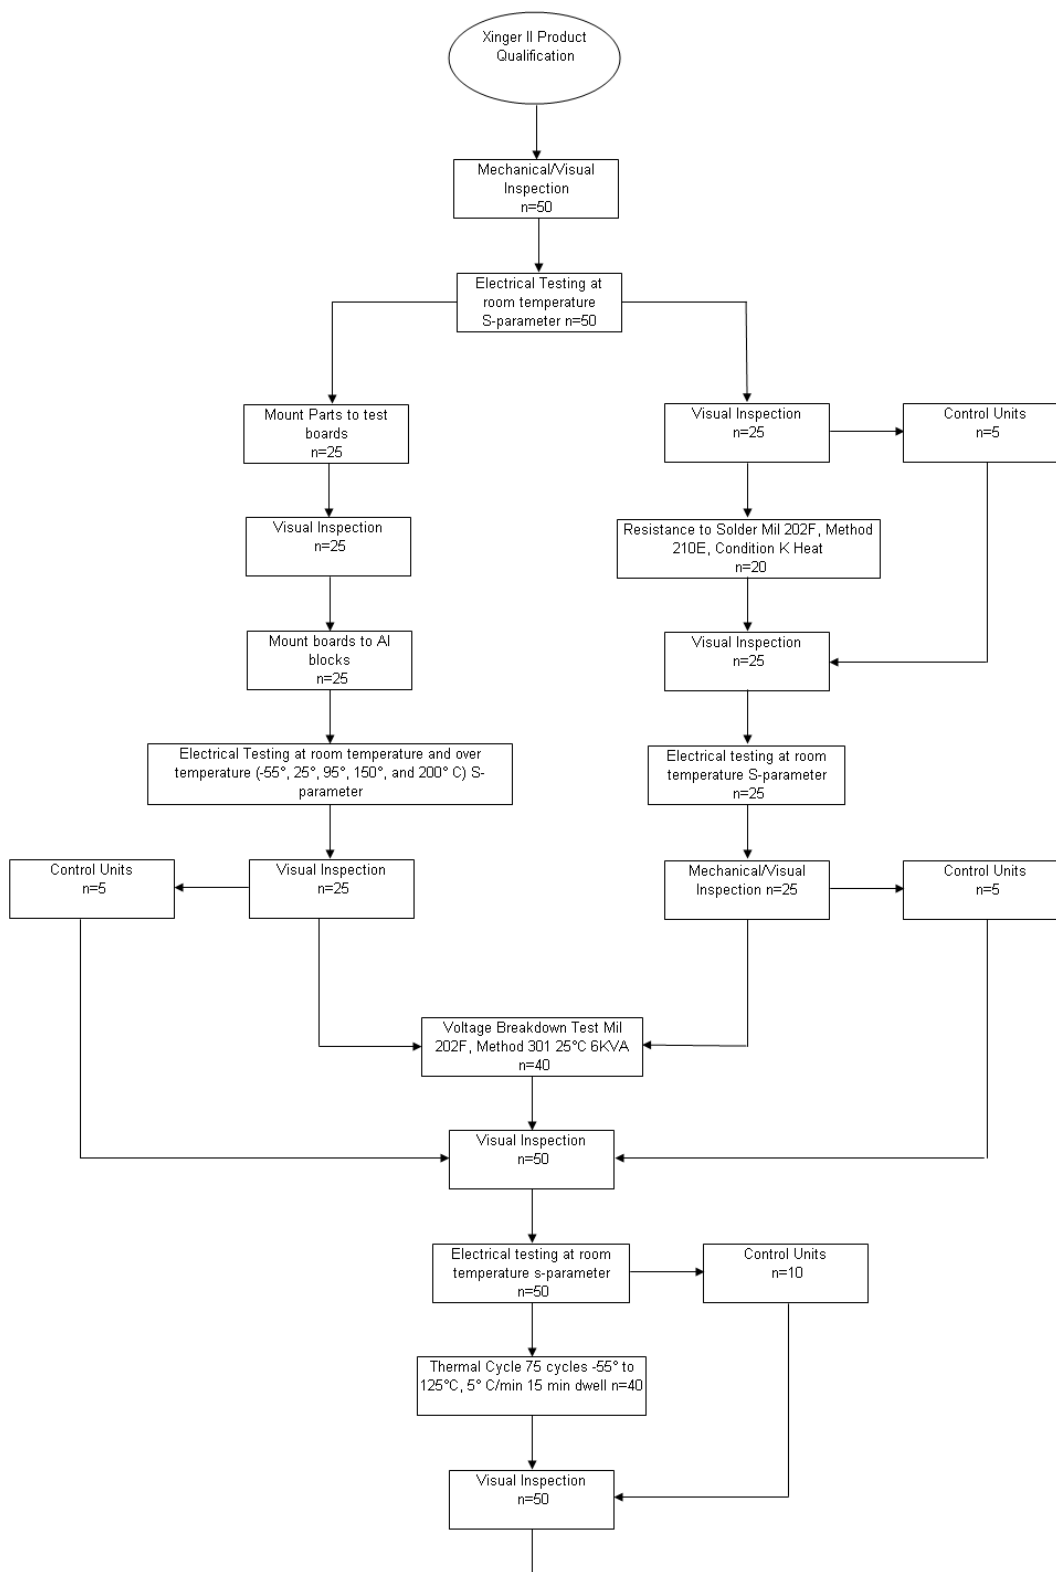 Xinger II Product
Qualification
Mechanical/Visual
Inspection
n=50
Electrical Testing at
room temperature
S-parameter n=50
Mount Parts to test
boards
n=25
Visual Inspection
n=25
Control Units
n=5
Visual Inspection
n=25
Resistance to Solder Mil 202F, Method
210E, Condition K Heat
n=20
Mount boards to Al
blocks
n=25
Visual Inspection
n=25
Electrical Testing at room temperature and over
temperature (-55°, 25°, 95°, 150°, and 200° C) S-
parameter
Electrical testing at room
temperature S-parameter
n=25
Control Units
n=5
Visual Inspection
n=25
Mechanical/Visual
Inspection n=25
Control Units
n=5
Voltage Breakdown Test Mil
202F, Method 301 25°C 6KVA
n=40
Visual Inspection
n=50
Electrical testing at room
temperature s-parameter
n=50
Control Units
n=10
Thermal Cycle 75 cycles -55° to
125°C, 5° C/min 15 min dwell n=40
Visual Inspection
n=50